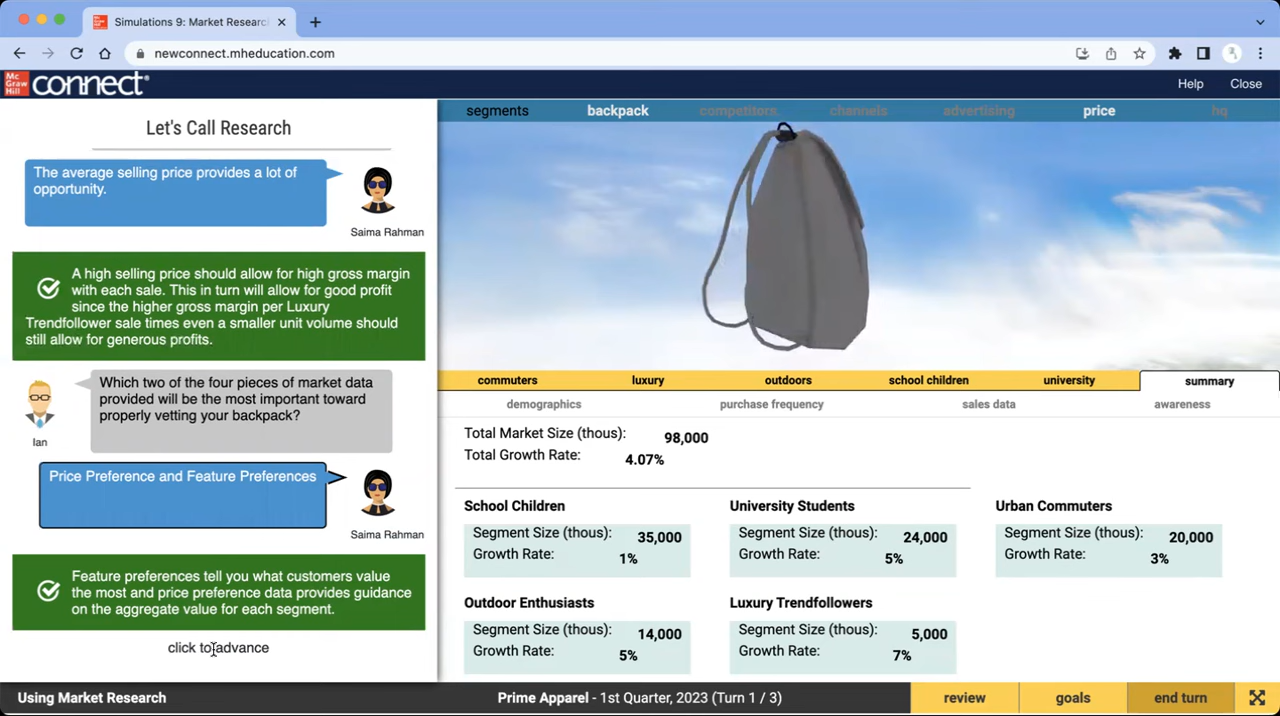 Simulations 9: Market Researc
newconnect.mheducation.com
Mc
Graw
Hill
connect
Help
Close
Let's Call Research
The average selling price provides a lot of
opportunity.
Saima Rahman
A high selling price should allow for high gross margin
with each sale. This in turn will allow for good profit
since the higher gross margin per Luxury
Trendfollower sale times even a smaller unit volume should
still allow for generous profits.
Which two of the four pieces of market data
provided will be the most important toward
properly vetting your backpack?
Ian
Price Preference and Feature Preferences
Saima Rahman
Feature preferences tell you what customers value
the most and price preference data provides guidance
on the aggregate value for each segment.
click to advance
segments backpack competitors channels advertising price hq
commuters luxury outdoors school children university summary
demographics purchase frequency sales data awareness
Total Market Size (thous): 98,000
Total Growth Rate: 4.07%
School Children
Segment Size (thous): 35,000
Growth Rate: 1%
University Students
Segment Size (thous): 24,000
Growth Rate: 5%
Urban Commuters
Segment Size (thous): 20,000
Growth Rate: 3%
Outdoor Enthusiasts
Segment Size (thous): 14,000
Growth Rate: 5%
Luxury Trendfollowers
Segment Size (thous): 5,000
Growth Rate: 7%
Using Market Research
Prime Apparel - 1st Quarter, 2023 (Turn 1 / 3)
review goals end turn